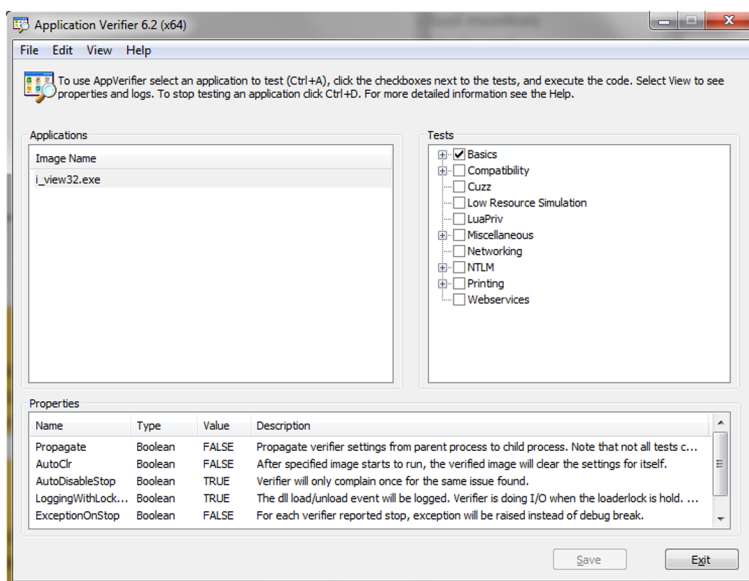 Application Verifier 6.2 (x64)
File Edit View Help
To use AppVerifier select an application to test (Ctrl+A), click the checkboxes next to the tests, and execute the code. Select View to see
properties and logs. To stop testing an application click Ctrl+D. For more detailed information see the Help.
Applications
Image Name
i_view32.exe
Tests
Basics
Compatibility
Cuzz
Low Resource Simulation
LuaPriv
Miscellaneous
Networking
NTLM
Printing
Webservices
Properties
Name Type Value Description
Propagate Boolean FALSE Propagate verifier settings from parent process to child process. Note that not all tests c...
AutoClr Boolean FALSE After specified image starts to run, the verified image will clear the settings for itself.
AutoDisableStop Boolean TRUE Verifier will only complain once for the same issue found.
LoggingWithLock... Boolean TRUE The dll load/unload event will be logged. Verifier is doing I/O when the loaderlock is hold. ...
ExceptionOnStop Boolean FALSE For each verifier reported stop, exception will be raised instead of debug break.
Save Exit